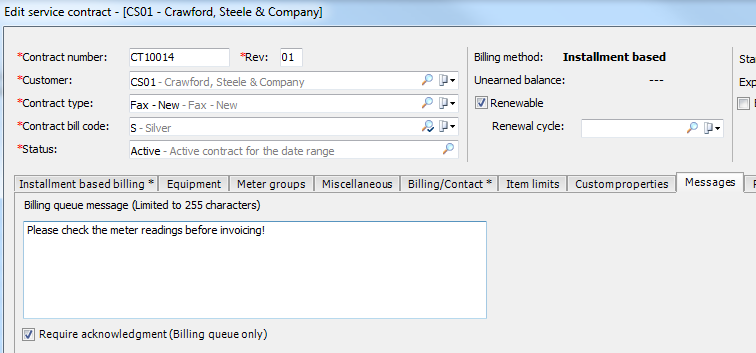 Edit service contract - [CS01 - Crawford, Steele & Company]
*Contract number: CT10014 *Rev: 01
*Customer: CS01 - Crawford, Steele & Company
*Contract type: Fax - New - Fax - New
*Contract bill code: S - Silver
*Status: Active - Active contract for the date range
Billing method: Installment based
Unearned balance: ---
Renewable
Renewal cycle:
Sta
Exp
Installment based billing * Equipment Meter groups Miscellaneous Billing/Contact * Item limits Custom properties Messages
Billing queue message (Limited to 255 characters)
Please check the meter readings before invoicing!
Require acknowledgment (Billing queue only)